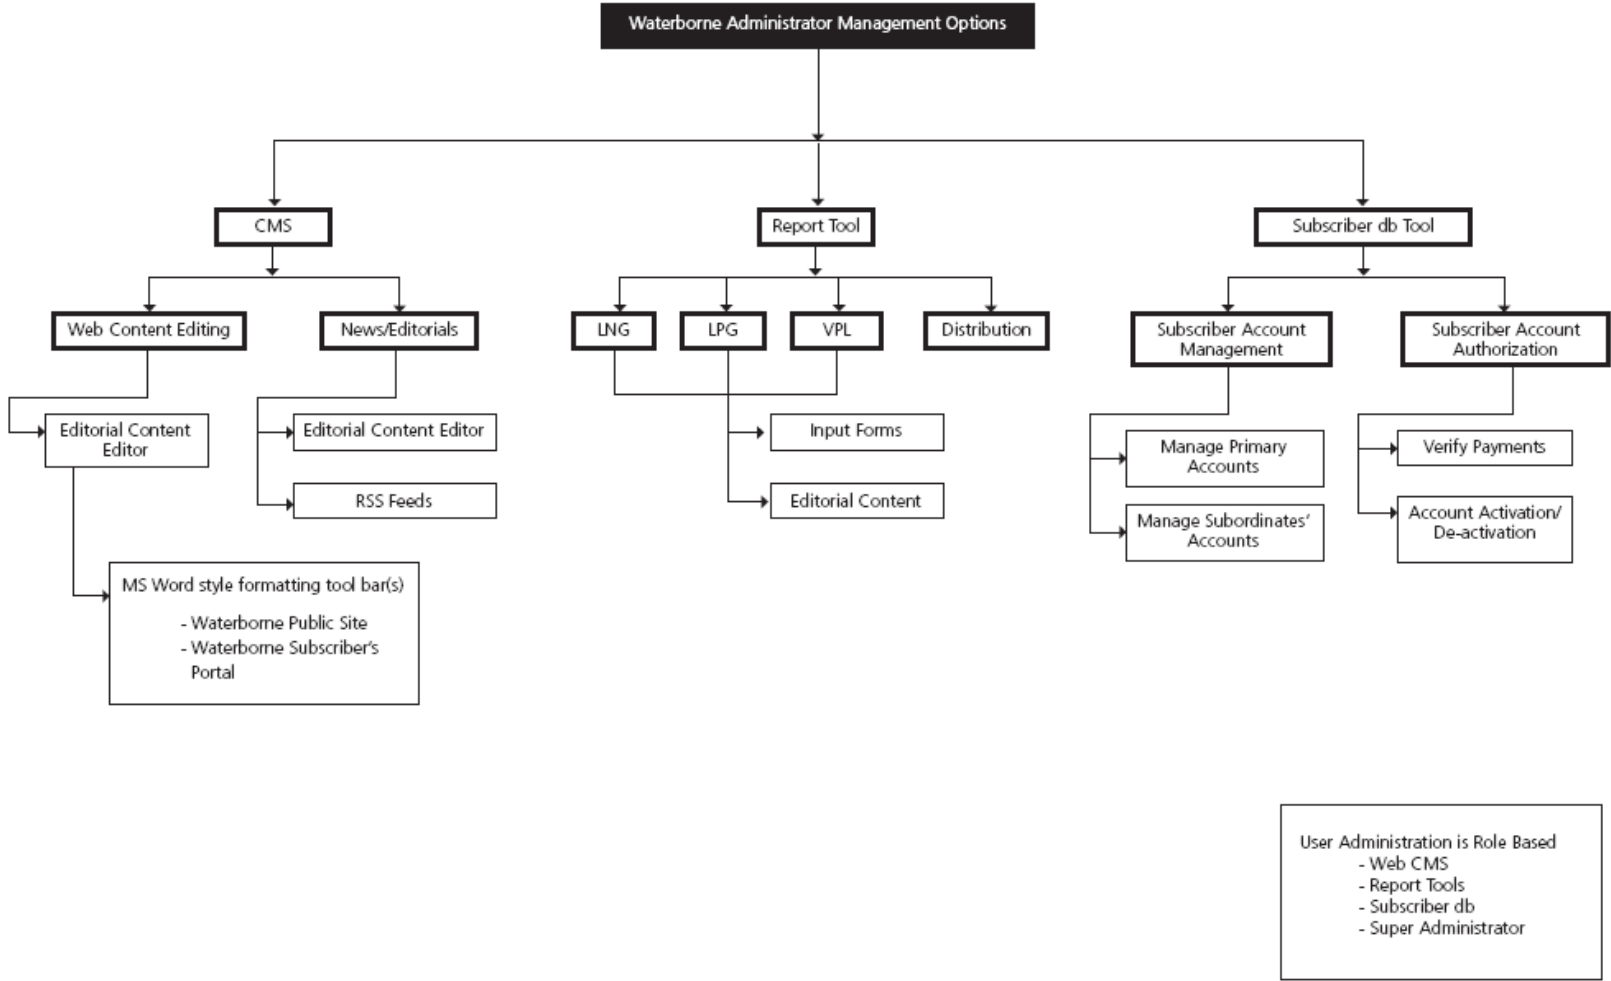 Waterborne Administrator Management Options
CMS
Report Tool
Subscriber db Tool
Web Content Editing
News/Editorials
LNG
LPG
VPL
Distribution
Subscriber Account
Management
Subscriber Account
Authorization
Editorial Content
Editor
Editorial Content Editor
RSS Feeds
Input Forms
Editorial Content
Manage Primary
Accounts
Manage Subordinates’
Accounts
Verify Payments
Account Activation/
De-activation
MS Word style formatting tool bar(s)
- Waterborne Public Site
- Waterborne Subscriber’s
Portal
User Administration is Role Based
- Web CMS
- Report Tools
- Subscriber db
- Super Administrator